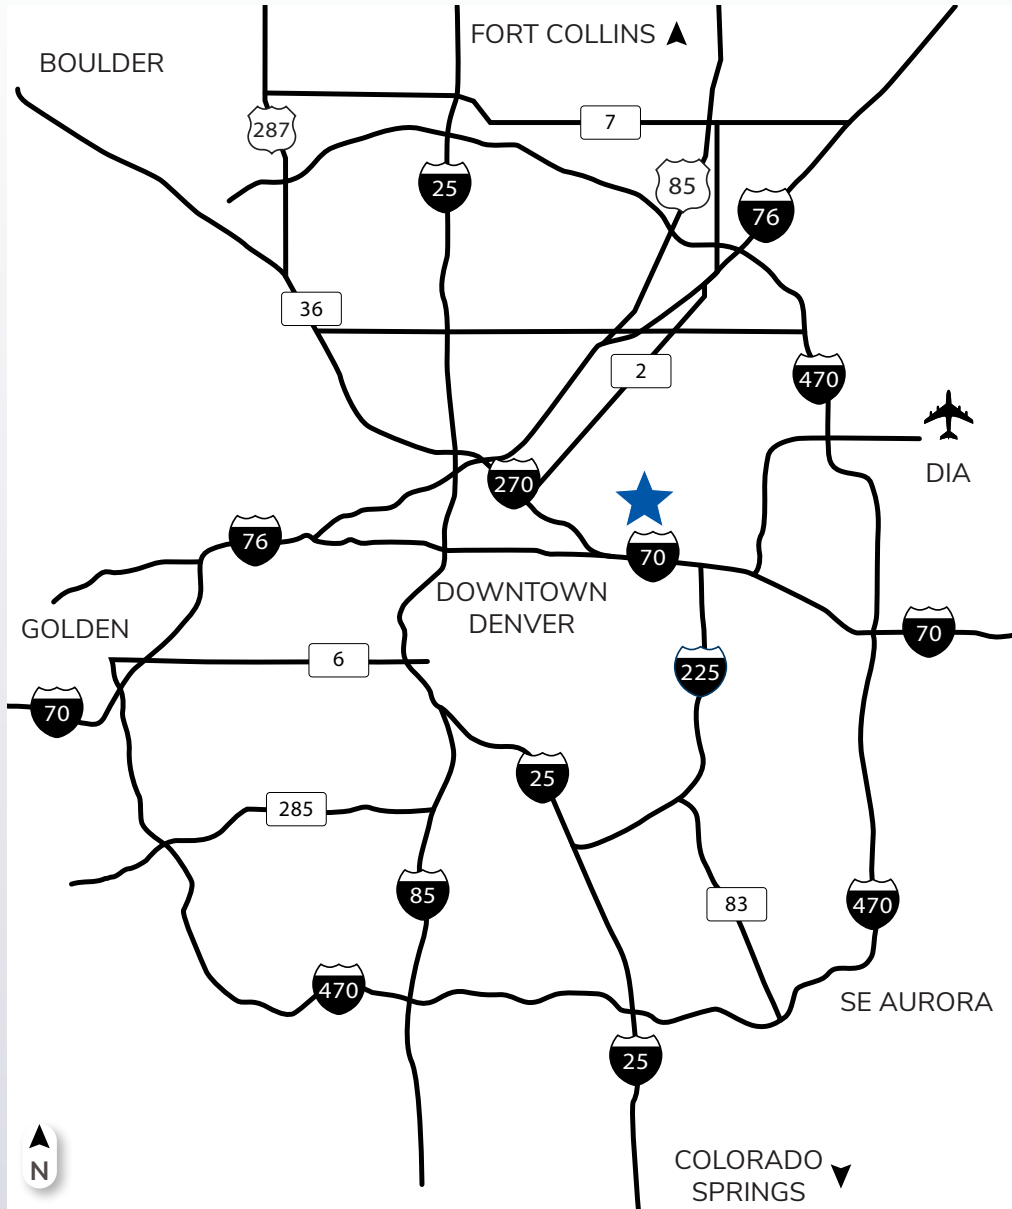 FORT COLLINS
BOULDER
7
287
25
85
76
36
2
470
DIA
270
76
70
DOWNTOWN
DENVER
GOLDEN
70
6
225
70
25
285
85
83
470
470
SE AURORA
25
N
COLORADO
SPRINGS